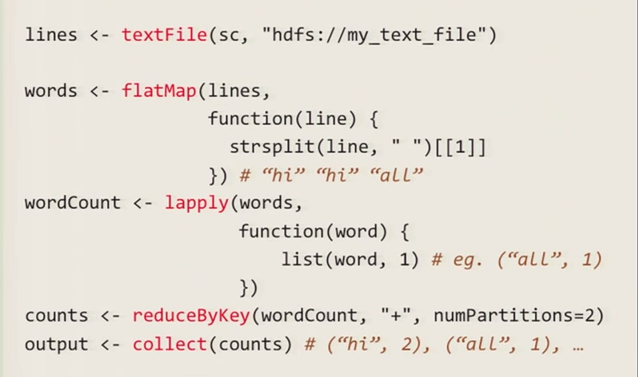 lines <- textFile(sc, "hdfs://my_text_file")
words <- flatMap(lines,
function(line) {
strsplit(line, " ")[[1]]
}) # “hi” “hi” “all”
wordCount <- lapply(words,
function(word) {
list(word, 1) # eg. (“all”, 1)
})
counts <- reduceByKey(wordCount, "+", numPartitions=2)
output <- collect(counts) # (“hi”, 2), (“all”, 1), …